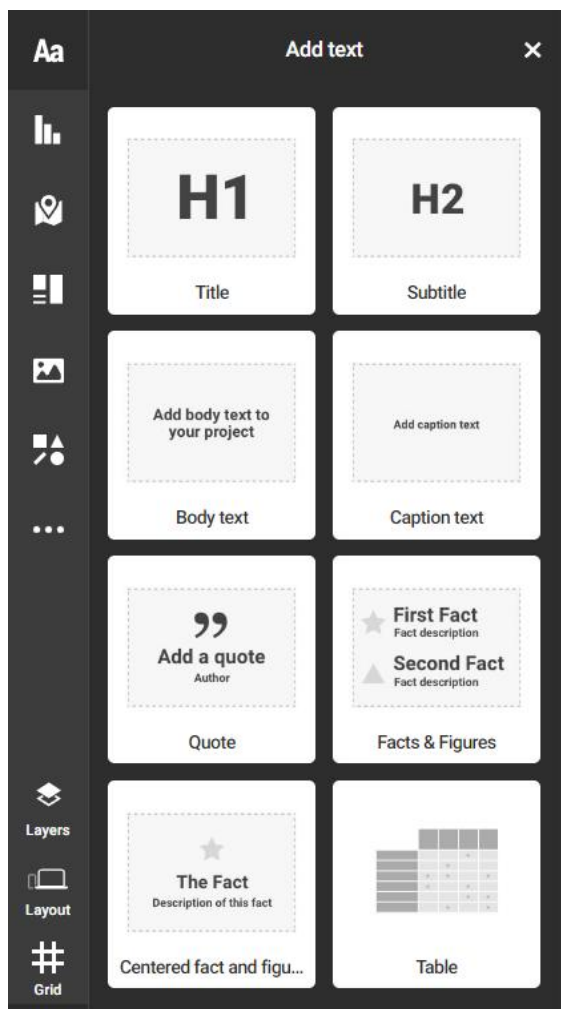 Aa
Add text
H1
Title
H2
Subtitle
Add body text to
your project
Body text
Add caption text
Caption text
Add a quote
Author
Quote
First Fact
Fact description
Second Fact
Fact description
Facts & Figures
The Fact
Description of this fact
Centered fact and figu...
Table
Layers
Layout
Grid